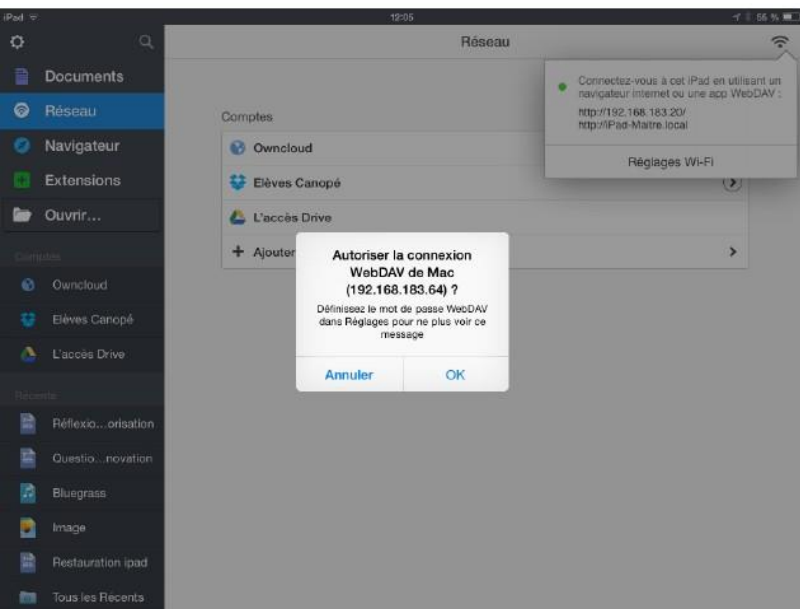 iPad
12:05
56 %
Réseau
Documents
Réseau
Navigateur
Extensions
Ouvrir...
Comptes
Owncloud
Elèves Canopé
L'accès Drive
Récents
Réflexio...orisation
Questio...novation
Bluegrass
Image
Restauration ipad
Tous les Récents
Comptes
Owncloud
Elèves Canopé
L'accès Drive
Ajouter
Connectez-vous à cet iPad en utilisant un
navigateur internet ou une app WebDAV :
http://192.168.183.20/
http://iPad-Maitre.local
Réglages Wi-Fi
Autoriser la connexion
WebDAV de Mac
(192.168.183.64) ?
Définissez le mot de passe WebDAV
dans Réglages pour ne plus voir ce
message
Annuler
OK